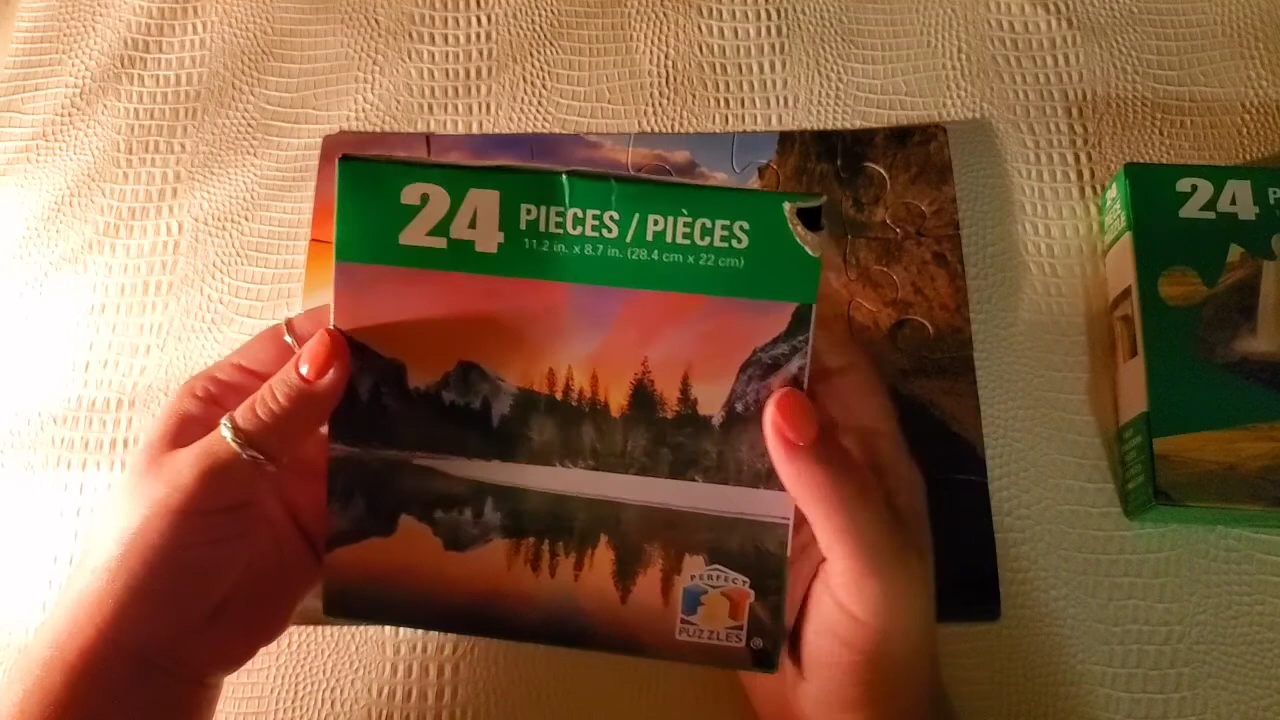 24 PIECES / PIÈCES
11.2 in. x 8.7 in. (28.4 cm x 22 cm)
PERFECT
PUZZLES®
24